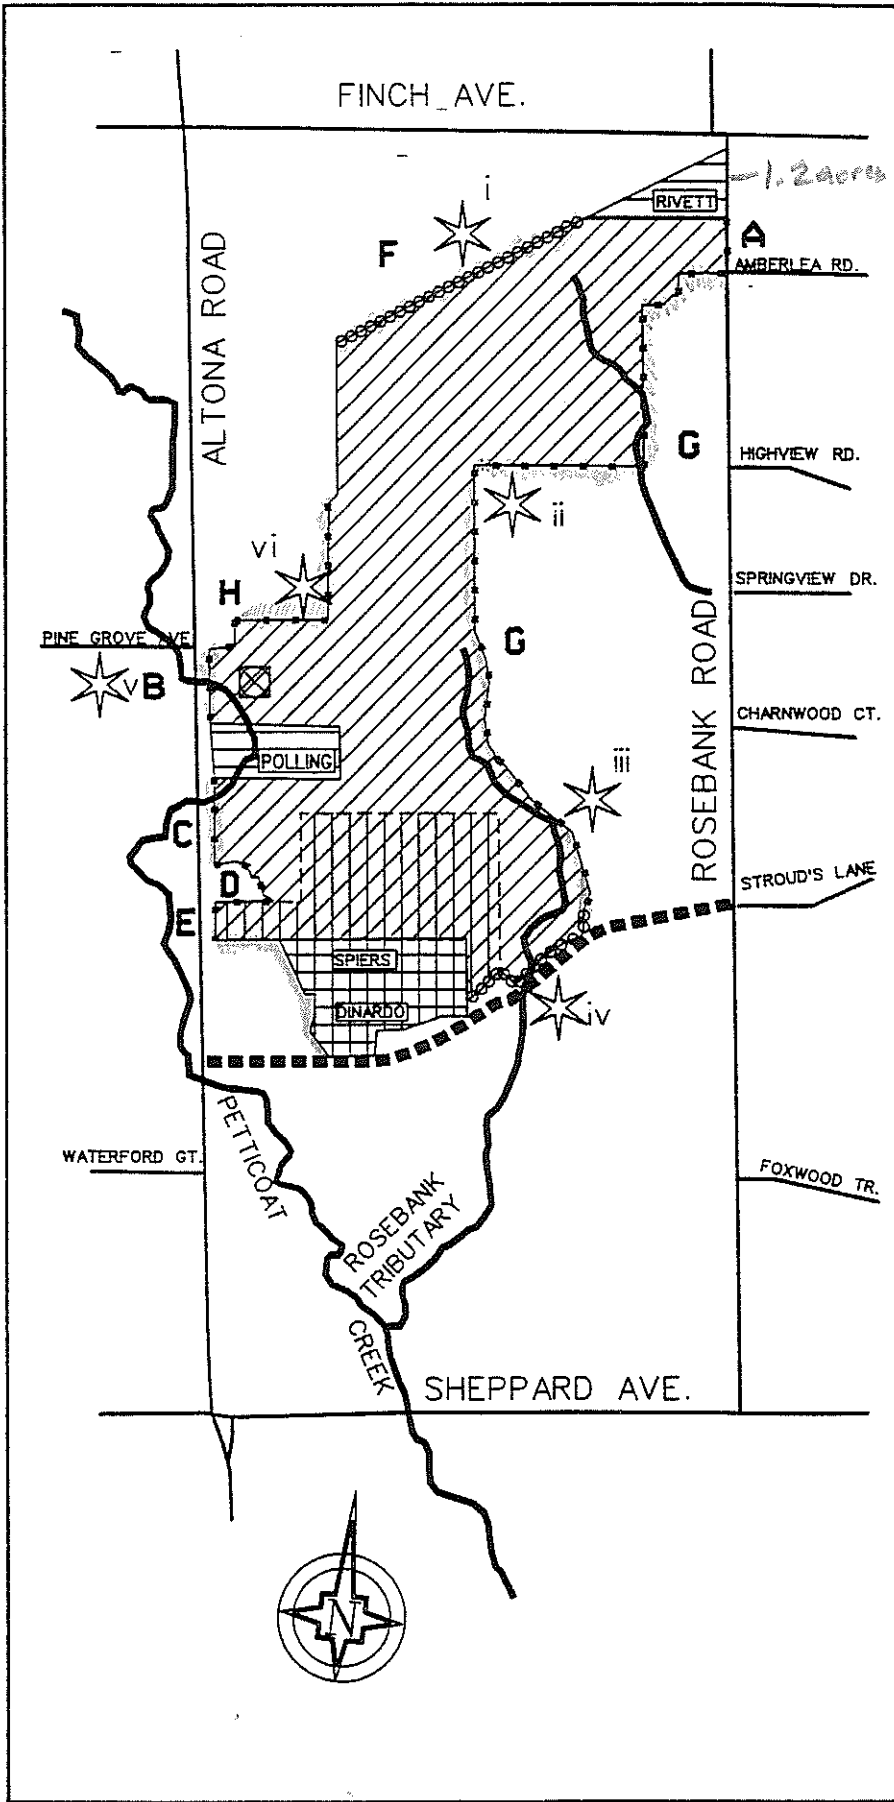 FINCH AVE.
1.2 acres
RIVETT
i
A
F
AMBERLEA RD.
ALTONA ROAD
G
HIGHVIEW RD.
ii
vi
SPRINGVIEW DR.
H
PINE GROVE AVE
G
ROSEBANK ROAD
v
B
CHARNWOOD CT.
POLLING
iii
C
STROUD'S LANE
D
E
SPIERS
DINARDO
iv
PETTICOAT
WATERFORD GT.
FOXWOOD TR.
ROSEBANK
TRIBUTARY
CREEK
SHEPPARD AVE.
N